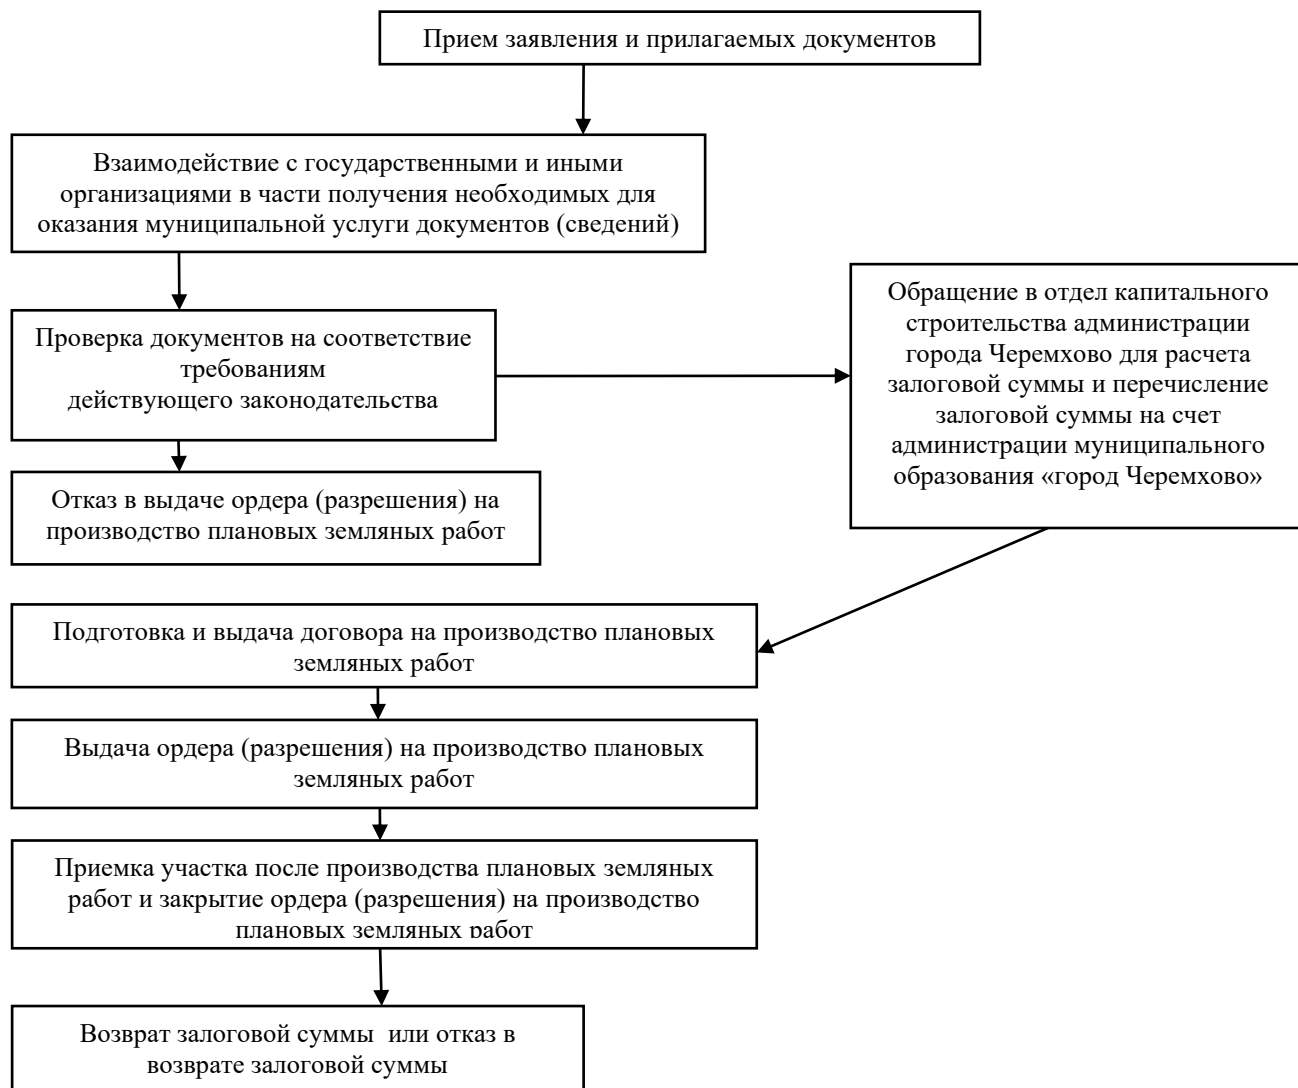 Прием заявления и прилагаемых документов
Взаимодействие с государственными и иными
организациями в части получения необходимых для
оказания муниципальной услуги документов (сведений)
Проверка документов на соответствие
требованиям
действующего законодательства
Обращение в отдел капитального
строительства администрации
города Черемхово для расчета
залоговой суммы и перечисление
залоговой суммы на счет
администрации муниципального
образования «город Черемхово»
Отказ в выдаче ордера (разрешения) на
производство плановых земляных работ
Подготовка и выдача договора на производство плановых
земляных работ
Выдача ордера (разрешения) на производство плановых
земляных работ
Приемка участка после производства плановых земляных
работ и закрытие ордера (разрешения) на производство
плановых земляных работ
Возврат залоговой суммы  или отказ в
возврате залоговой суммы